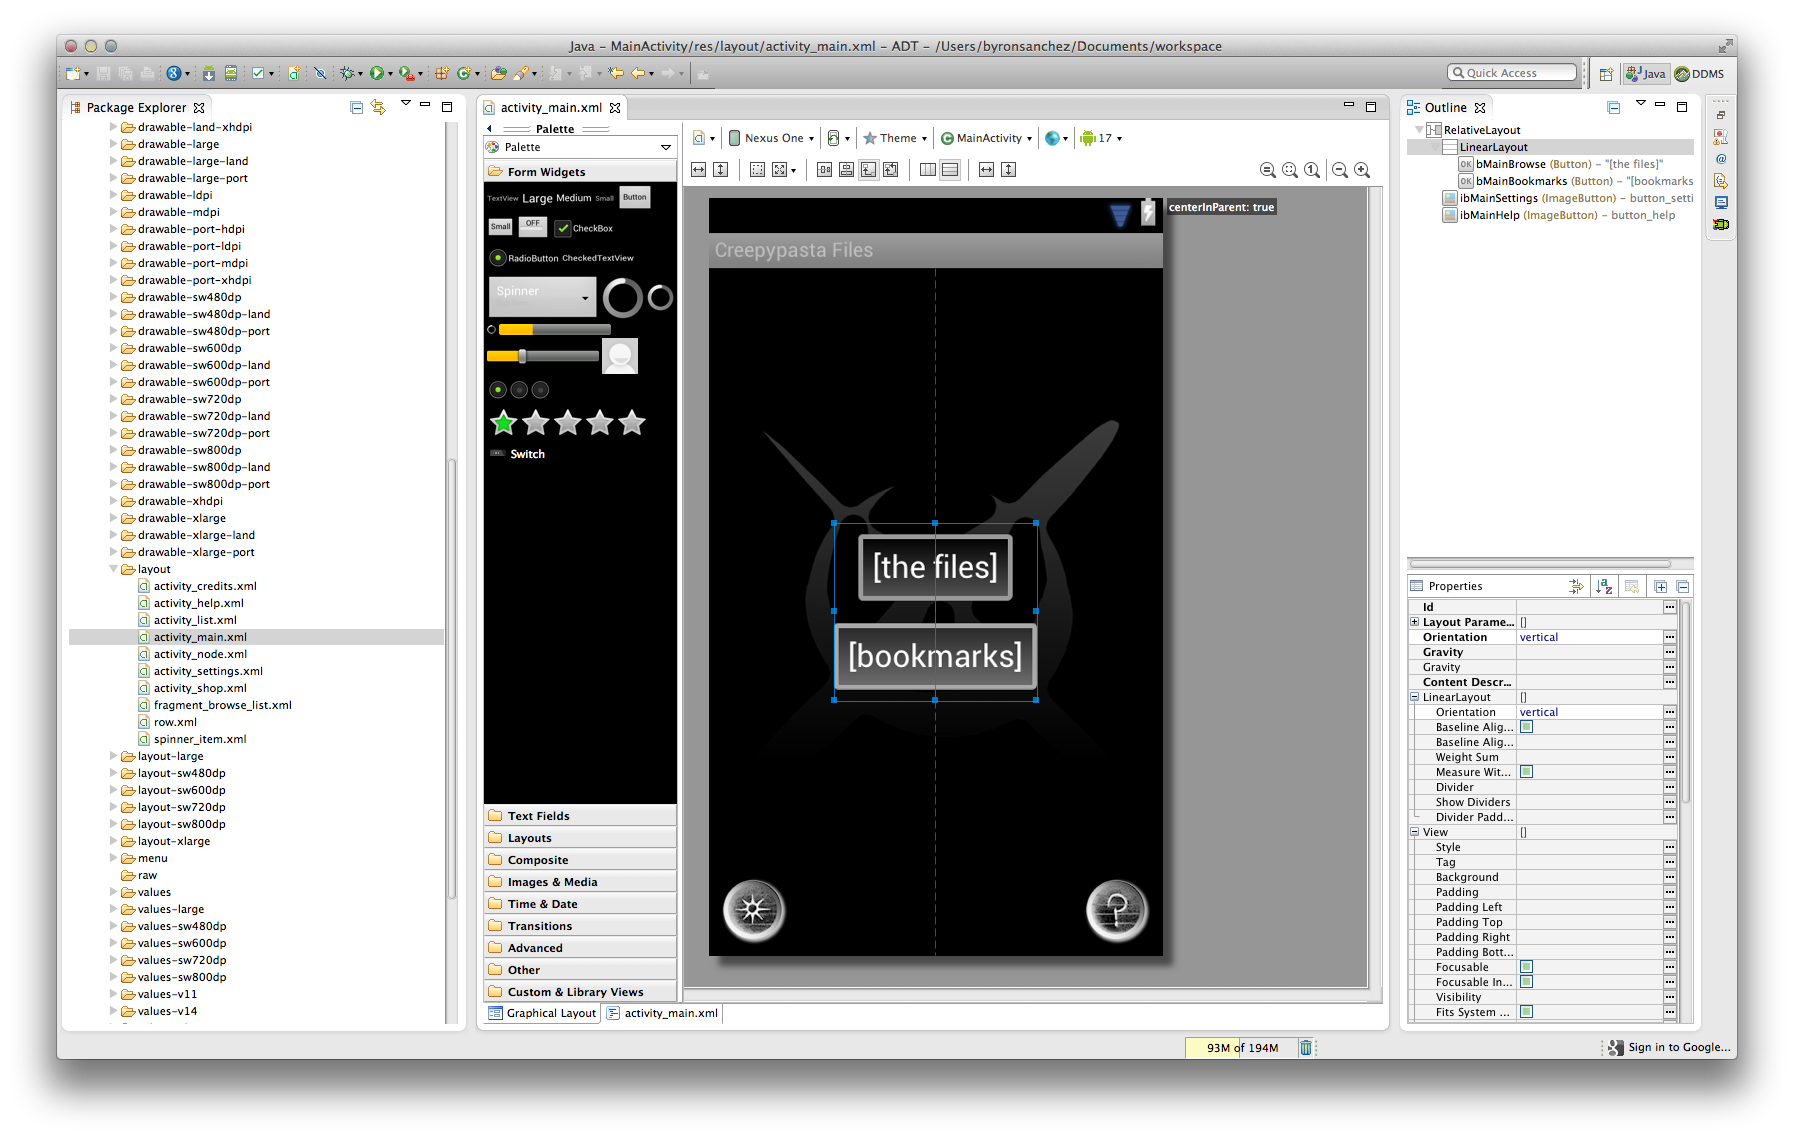 Java – MainActivity/res/layout/activity_main.xml – ADT – /Users/byronsanchez/Documents/workspace
Quick Access
Java
DDMS
Package Explorer
drawable-land-xhdpi
drawable-large
drawable-large-land
drawable-large-port
drawable-ldpi
drawable-mdpi
drawable-port-hdpi
drawable-port-ldpi
drawable-port-mdpi
drawable-port-xhdpi
drawable-sw480dp
drawable-sw480dp-land
drawable-sw480dp-port
drawable-sw600dp
drawable-sw600dp-land
drawable-sw600dp-port
drawable-sw720dp
drawable-sw720dp-land
drawable-sw720dp-port
drawable-sw800dp
drawable-sw800dp-land
drawable-sw800dp-port
drawable-xhdpi
drawable-xlarge
drawable-xlarge-land
drawable-xlarge-port
layout
activity_credits.xml
activity_help.xml
activity_list.xml
activity_main.xml
activity_node.xml
activity_settings.xml
activity_shop.xml
fragment_browse_list.xml
row.xml
spinner_item.xml
layout-large
layout-sw480dp
layout-sw600dp
layout-sw720dp
layout-sw800dp
layout-xlarge
menu
raw
values
values-large
values-sw480dp
values-sw600dp
values-sw720dp
values-sw800dp
values-v11
values-v14
activity_main.xml
Palette
Palette
Form Widgets
TextView Large Medium Small Button
Small OFF CheckBox
RadioButton CheckedTextView
Spinner
Switch
Text Fields
Layouts
Composite
Images & Media
Time & Date
Transitions
Advanced
Other
Custom & Library Views
Graphical Layout
activity_main.xml
Nexus One
Theme
MainActivity
17
centerInParent: true
Creepypasta Files
[the files]
[bookmarks]
Outline
RelativeLayout
LinearLayout
OK bMainBrowse (Button) – "[the files]"
OK bMainBookmarks (Button) – "[bookmarks
ibMainSettings (ImageButton) – button_setti
ibMainHelp (ImageButton) – button_help
Properties
Id
Layout Parame... []
Orientation vertical
Gravity
Gravity
Content Descr...
LinearLayout []
Orientation vertical
Baseline Alig...
Baseline Alig...
Weight Sum
Measure Wit...
Divider
Show Dividers
Divider Padd...
View []
Style
Tag
Background
Padding
Padding Left
Padding Top
Padding Right
Padding Bott...
Focusable
Focusable In...
Visibility
Fits System ...
93M of 194M
Sign in to Google...